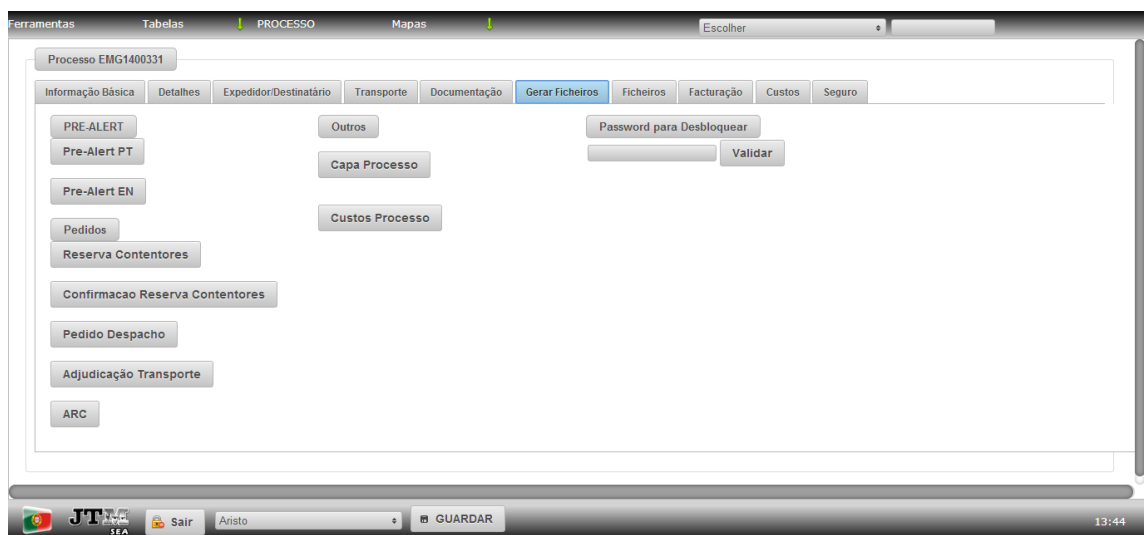 Ferramentas Tabelas ! PROCESSO Mapas ! Escolher
Processo EMG1400331
Informação Básica Detalhes Expedidor/Destinatário Transporte Documentação Gerar Ficheiros Ficheiros Facturação Custos Seguro
PRE-ALERT Outros Password para Desbloquear
Pre-Alert PT Capa Processo Validar
Pre-Alert EN
Custos Processo
Pedidos
Reserva Contentores
Confirmacao Reserva Contentores
Pedido Despacho
Adjudicação Transporte
ARC
JTM SEA Sair Aristo GUARDAR 13:44